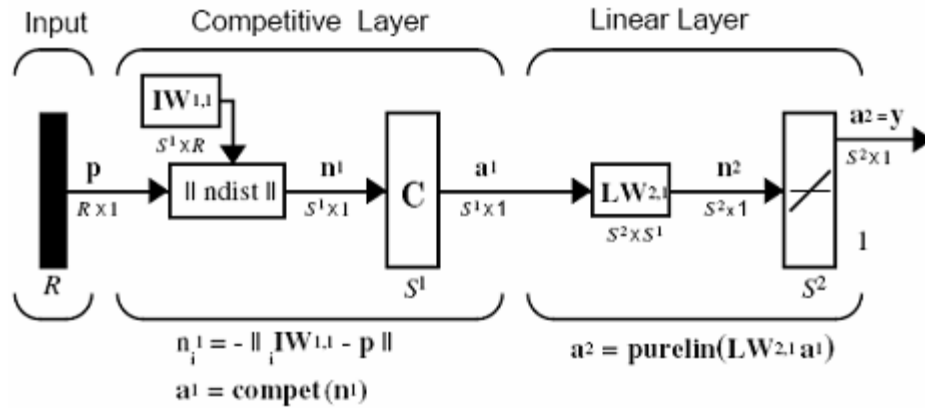 Input Competitive Layer Linear Layer
IW1,1
S¹×R
p
R×1
|| ndist ||
n¹
S¹×1
C
a¹
S¹×1
LW2,1
S²×S¹
n²
S²×1
a²=y
S²×1
1
R S¹ S²
nᵢ¹ = - || ᵢIW1,1 - p ||
a¹ = compet(n¹)
a² = purelin(LW2,1 a¹)